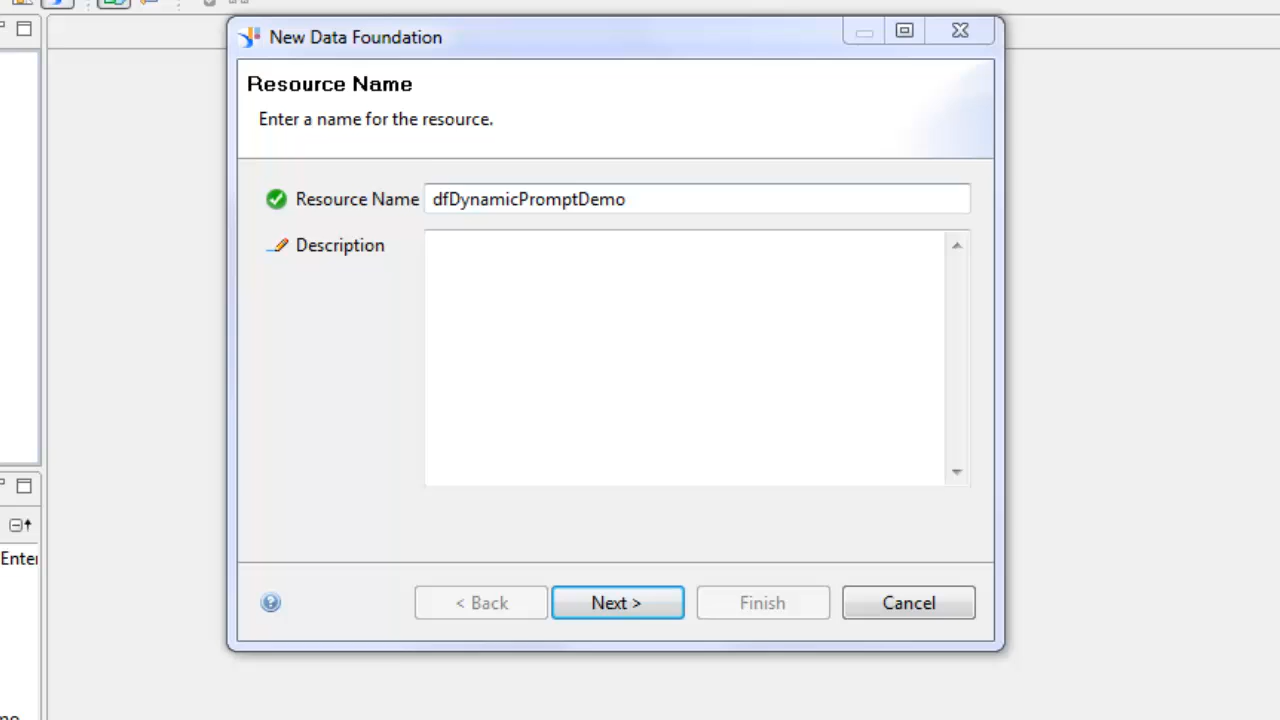 New Data Foundation
Resource Name
Enter a name for the resource.
Resource Name dfDynamicPromptDemo
Description
Enter
< Back Next > Finish Cancel